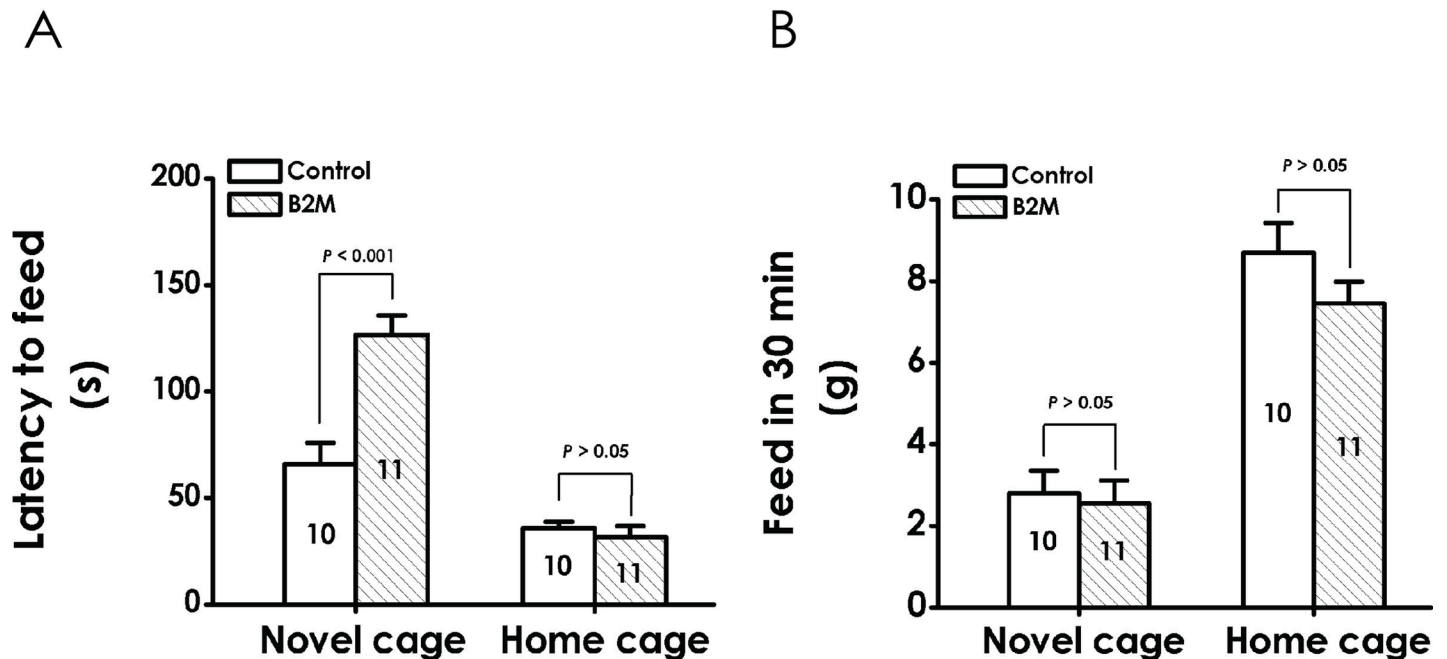 A
Latency to feed
(s)
200
150
100
50
0
Control
B2M
P < 0.001
P > 0.05
10
11
10
11
Novel cage
Home cage
B
Feed in 30 min
(g)
10
8
6
4
2
0
Control
B2M
P > 0.05
P > 0.05
10
11
10
11
Novel cage
Home cage